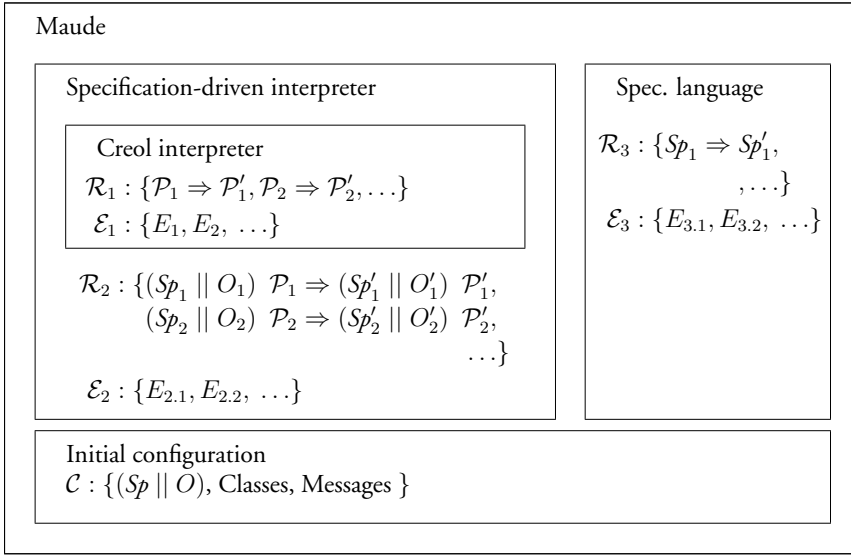 Maude
Specification-driven interpreter
Creol interpreter
ℛ₁ : {𝒫₁ ⇒ 𝒫′₁, 𝒫₂ ⇒ 𝒫′₂, …}
ℰ₁ : {E₁, E₂, …}
ℛ₂ : {(Sp₁ || O₁) 𝒫₁ ⇒ (Sp′₁ || O′₁) 𝒫′₁,
(Sp₂ || O₂) 𝒫₂ ⇒ (Sp′₂ || O′₂) 𝒫′₂,
…}
ℰ₂ : {E₂.₁, E₂.₂, …}
Spec. language
ℛ₃ : {Sp₁ ⇒ Sp′₁,
, …}
ℰ₃ : {E₃.₁, E₃.₂, …}
Initial configuration
𝒞 : {(Sp || O), Classes, Messages }